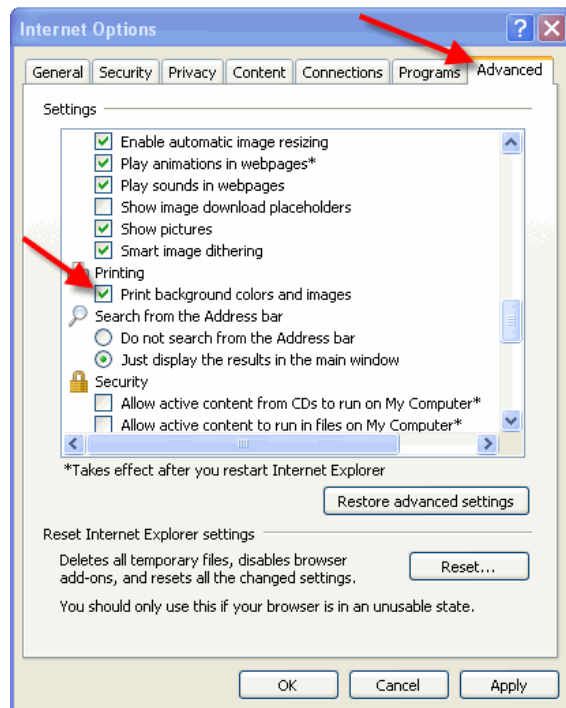 Internet Options
General Security Privacy Content Connections Programs Advanced
Settings
Enable automatic image resizing
Play animations in webpages*
Play sounds in webpages
Show image download placeholders
Show pictures
Smart image dithering
Printing
Print background colors and images
Search from the Address bar
Do not search from the Address bar
Just display the results in the main window
Security
Allow active content from CDs to run on My Computer*
Allow active content to run in files on My Computer*
*Takes effect after you restart Internet Explorer
Restore advanced settings
Reset Internet Explorer settings
Deletes all temporary files, disables browser
add-ons, and resets all the changed settings.
Reset...
You should only use this if your browser is in an unusable state.
OK Cancel Apply